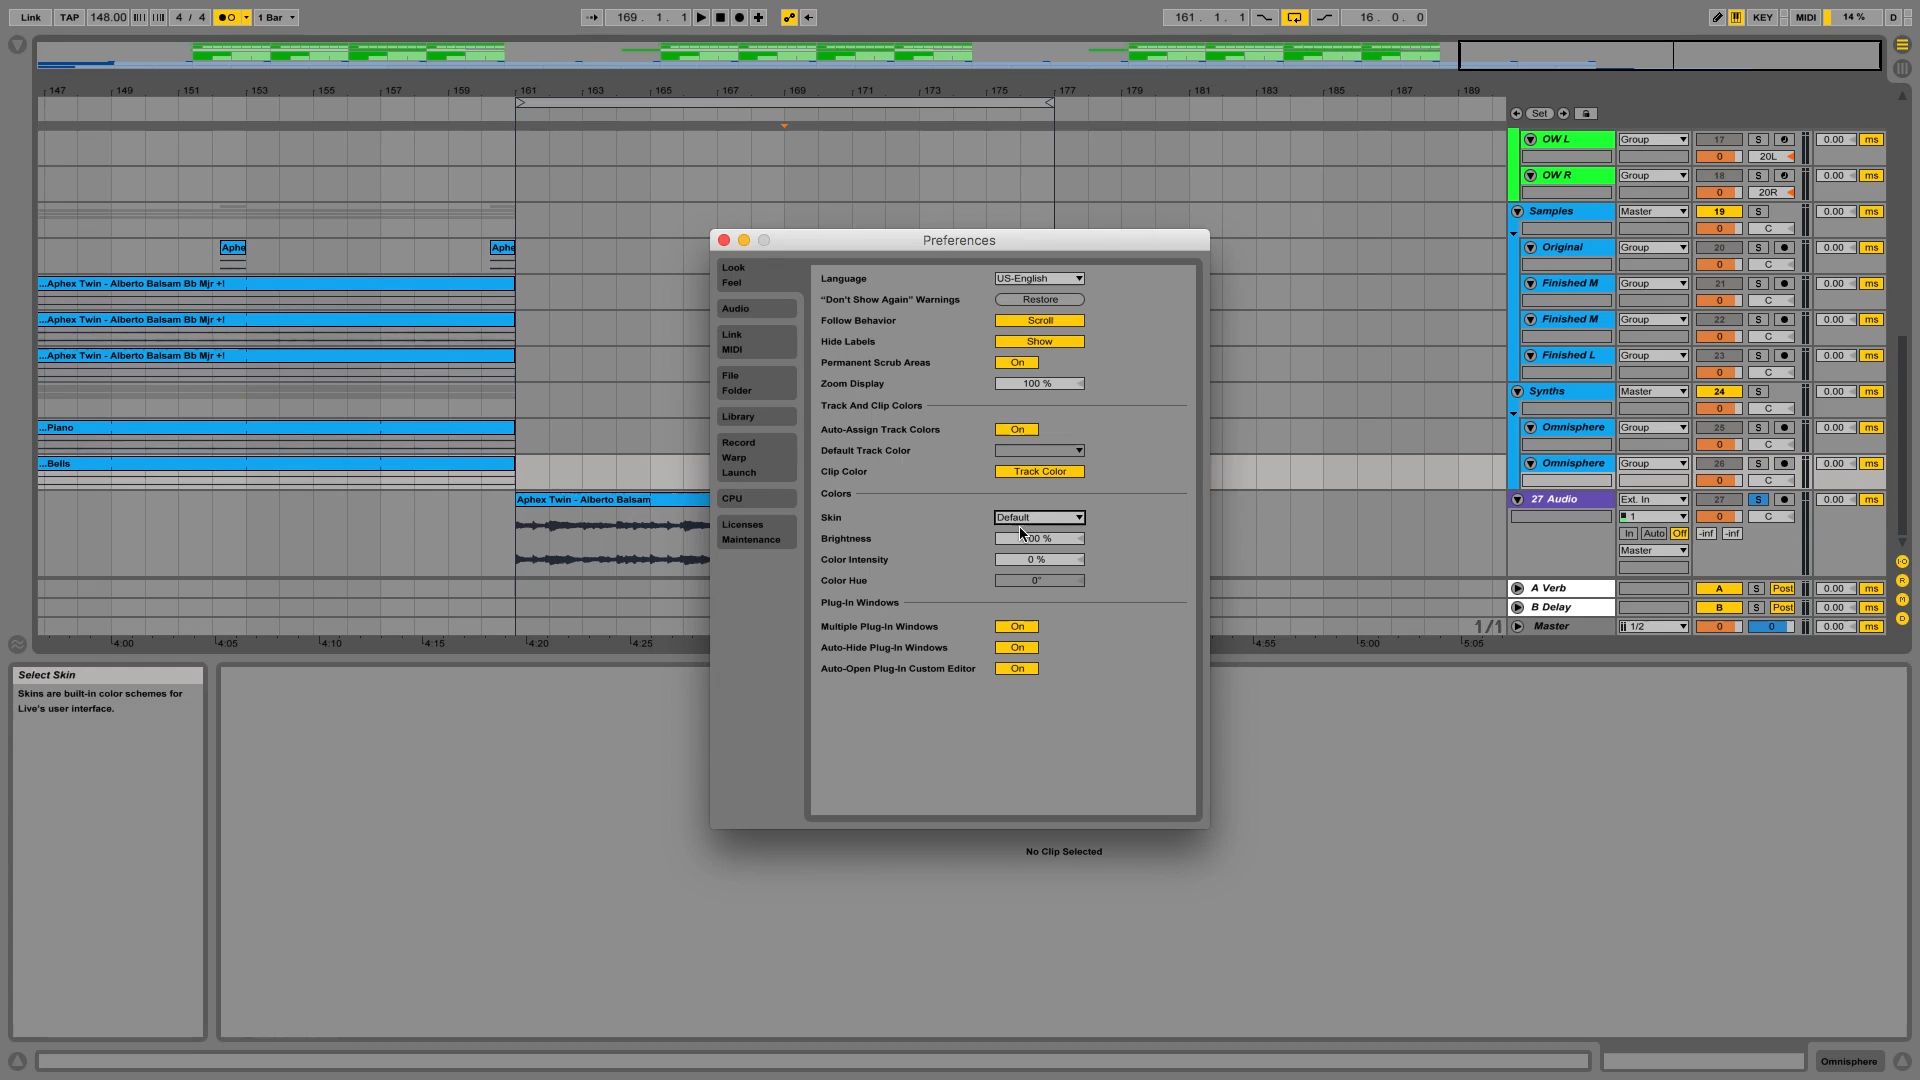 Link TAP 148.00 4 / 4 1 Bar 169. 1. 1 161. 1. 1 16. 0. 0 KEY MIDI 14 % D
147 149 151 153 155 157 159 161 163 165 167 169 171 173 175 177 179 181 183 185 187 189
Set
OW L Group 17 S 0.00 ms
0 20L
OW R Group 18 S 0.00 ms
0 20R
Samples Master 19 S 0.00 ms
0 C
Aphe Aphe Original Group 20 S 0.00 ms
0 C
...Aphex Twin - Alberto Balsam Bb Mjr +! Finished M Group 21 S 0.00 ms
0 C
...Aphex Twin - Alberto Balsam Bb Mjr +! Finished M Group 22 S 0.00 ms
0 C
...Aphex Twin - Alberto Balsam Bb Mjr +! Finished L Group 23 S 0.00 ms
0 C
Synths Master 24 S 0.00 ms
0 C
...Piano Omnisphere Group 25 S 0.00 ms
0 C
...Bells Omnisphere Group 26 S 0.00 ms
0 C
Aphex Twin - Alberto Balsam 27 Audio Ext. In 27 S 0.00 ms
1 0 C
In Auto Off -inf -inf
Master
A Verb A S Post 0.00 ms
B Delay B S Post 0.00 ms
1/1 Master 1/2 0 0 0.00 ms
4:00 4:05 4:10 4:15 4:20 4:25 4:55 5:00 5:05
Preferences
Look
Feel
Audio
Link
MIDI
File
Folder
Library
Record
Warp
Launch
CPU
Licenses
Maintenance
Language US-English
“Don't Show Again” Warnings Restore
Follow Behavior Scroll
Hide Labels Show
Permanent Scrub Areas On
Zoom Display 100 %
Track And Clip Colors
Auto-Assign Track Colors On
Default Track Color
Clip Color Track Color
Colors
Skin Default
Brightness 00 %
Color Intensity 0 %
Color Hue 0°
Plug-In Windows
Multiple Plug-In Windows On
Auto-Hide Plug-In Windows On
Auto-Open Plug-In Custom Editor On
I·O
R
M
D
Select Skin
Skins are built-in color schemes for
Live's user interface.
No Clip Selected
Omnisphere